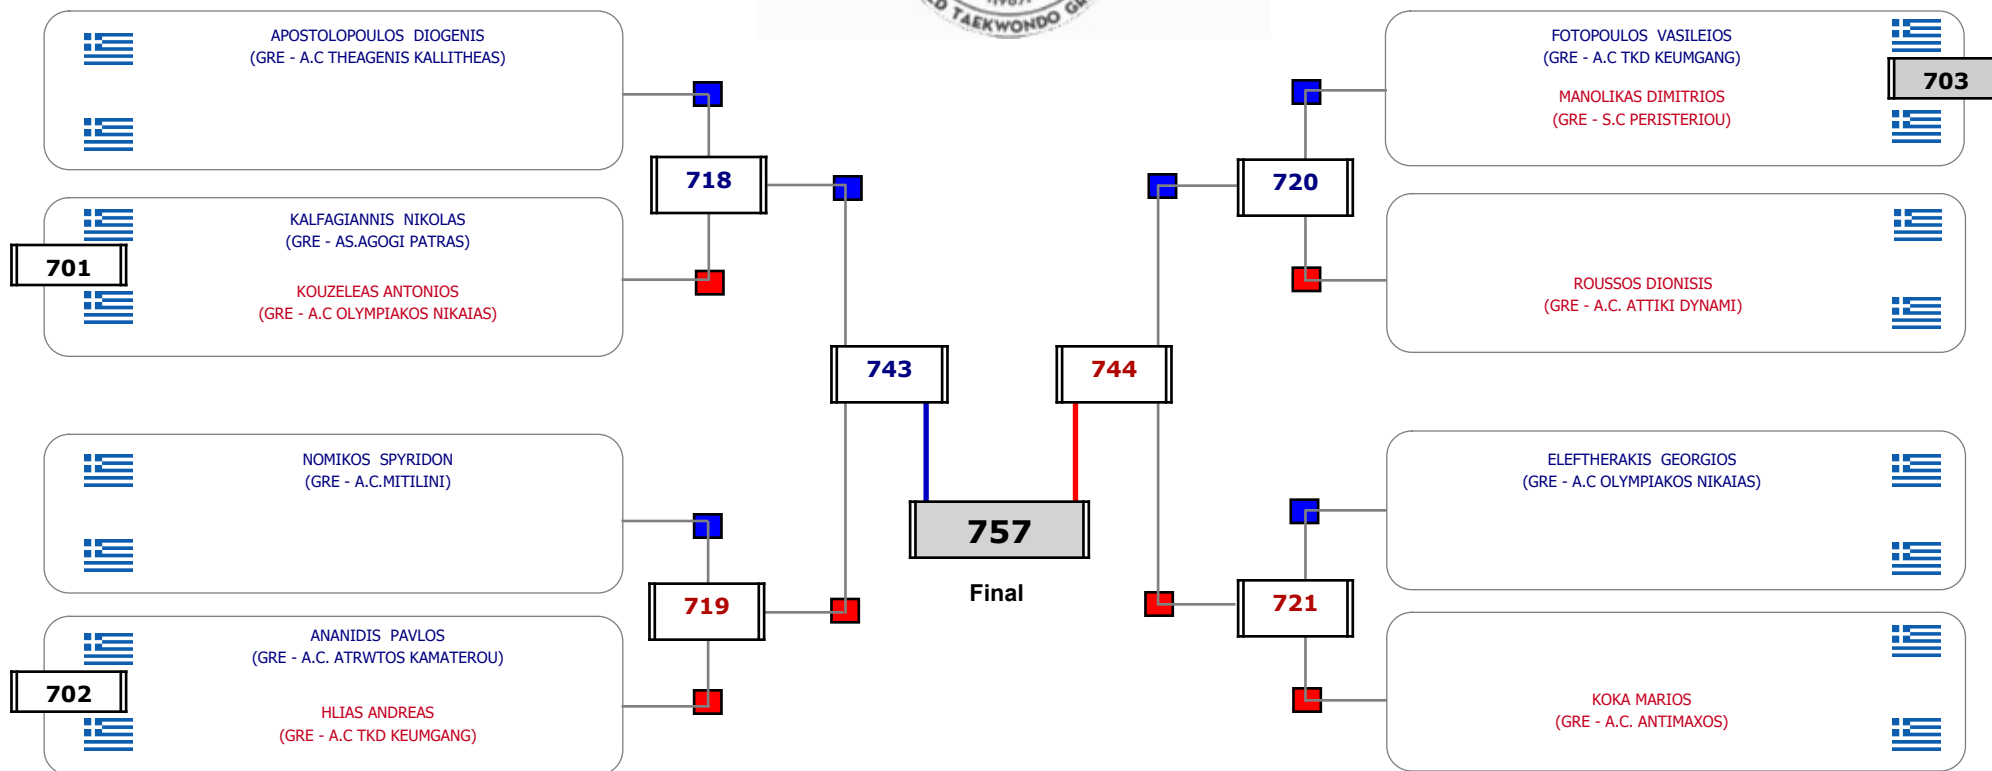 TAEKWONDO
APOSTOLOPOULOS DIOGENIS
(GRE - A.C THEAGENIS KALLITHEAS)
KALFAGIANNIS NIKOLAS
(GRE - AS.AGOGI PATRAS)
701
KOUZELEAS ANTONIOS
(GRE - A.C OLYMPIAKOS NIKAIAS)
718
NOMIKOS SPYRIDON
(GRE - A.C.MITILINI)
ANANIDIS PAVLOS
(GRE - A.C. ATRWTOS KAMATEROU)
702
HLIAS ANDREAS
(GRE - A.C TKD KEUMGANG)
719
743
744
757
Final
FOTOPOULOS VASILEIOS
(GRE - A.C TKD KEUMGANG)
703
MANOLIKAS DIMITRIOS
(GRE - S.C PERISTERIOU)
720
ROUSSOS DIONISIS
(GRE - A.C. ATTIKI DYNAMI)
ELEFTHERAKIS GEORGIOS
(GRE - A.C OLYMPIAKOS NIKAIAS)
721
KOKA MARIOS
(GRE - A.C. ANTIMAXOS)